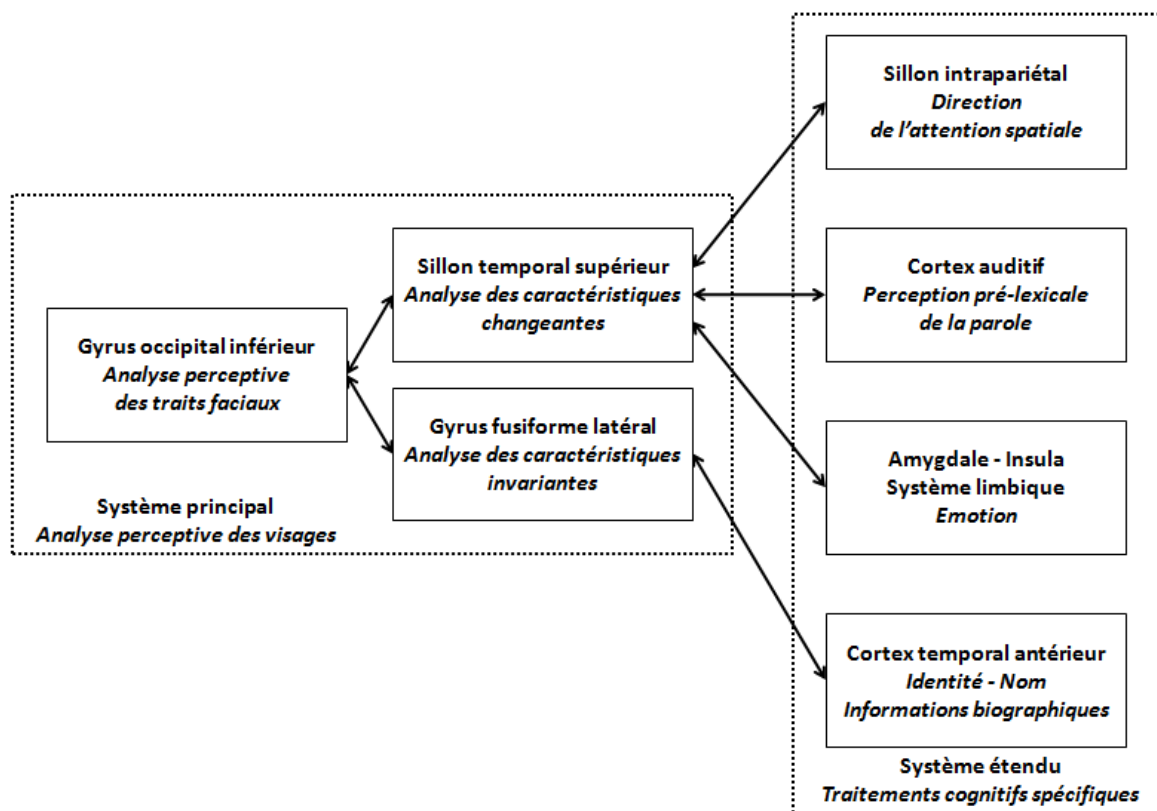 Gyrus occipital inférieur
Analyse perceptive
des traits faciaux
Système principal
Analyse perceptive des visages
Sillon temporal supérieur
Analyse des caractéristiques
changeantes
Gyrus fusiforme latéral
Analyse des caractéristiques
invariantes
Sillon intrapariétal
Direction
de l'attention spatiale
Cortex auditif
Perception pré-lexicale
de la parole
Amygdale - Insula
Système limbique
Emotion
Cortex temporal antérieur
Identité - Nom
Informations biographiques
Système étendu
Traitements cognitifs spécifiques